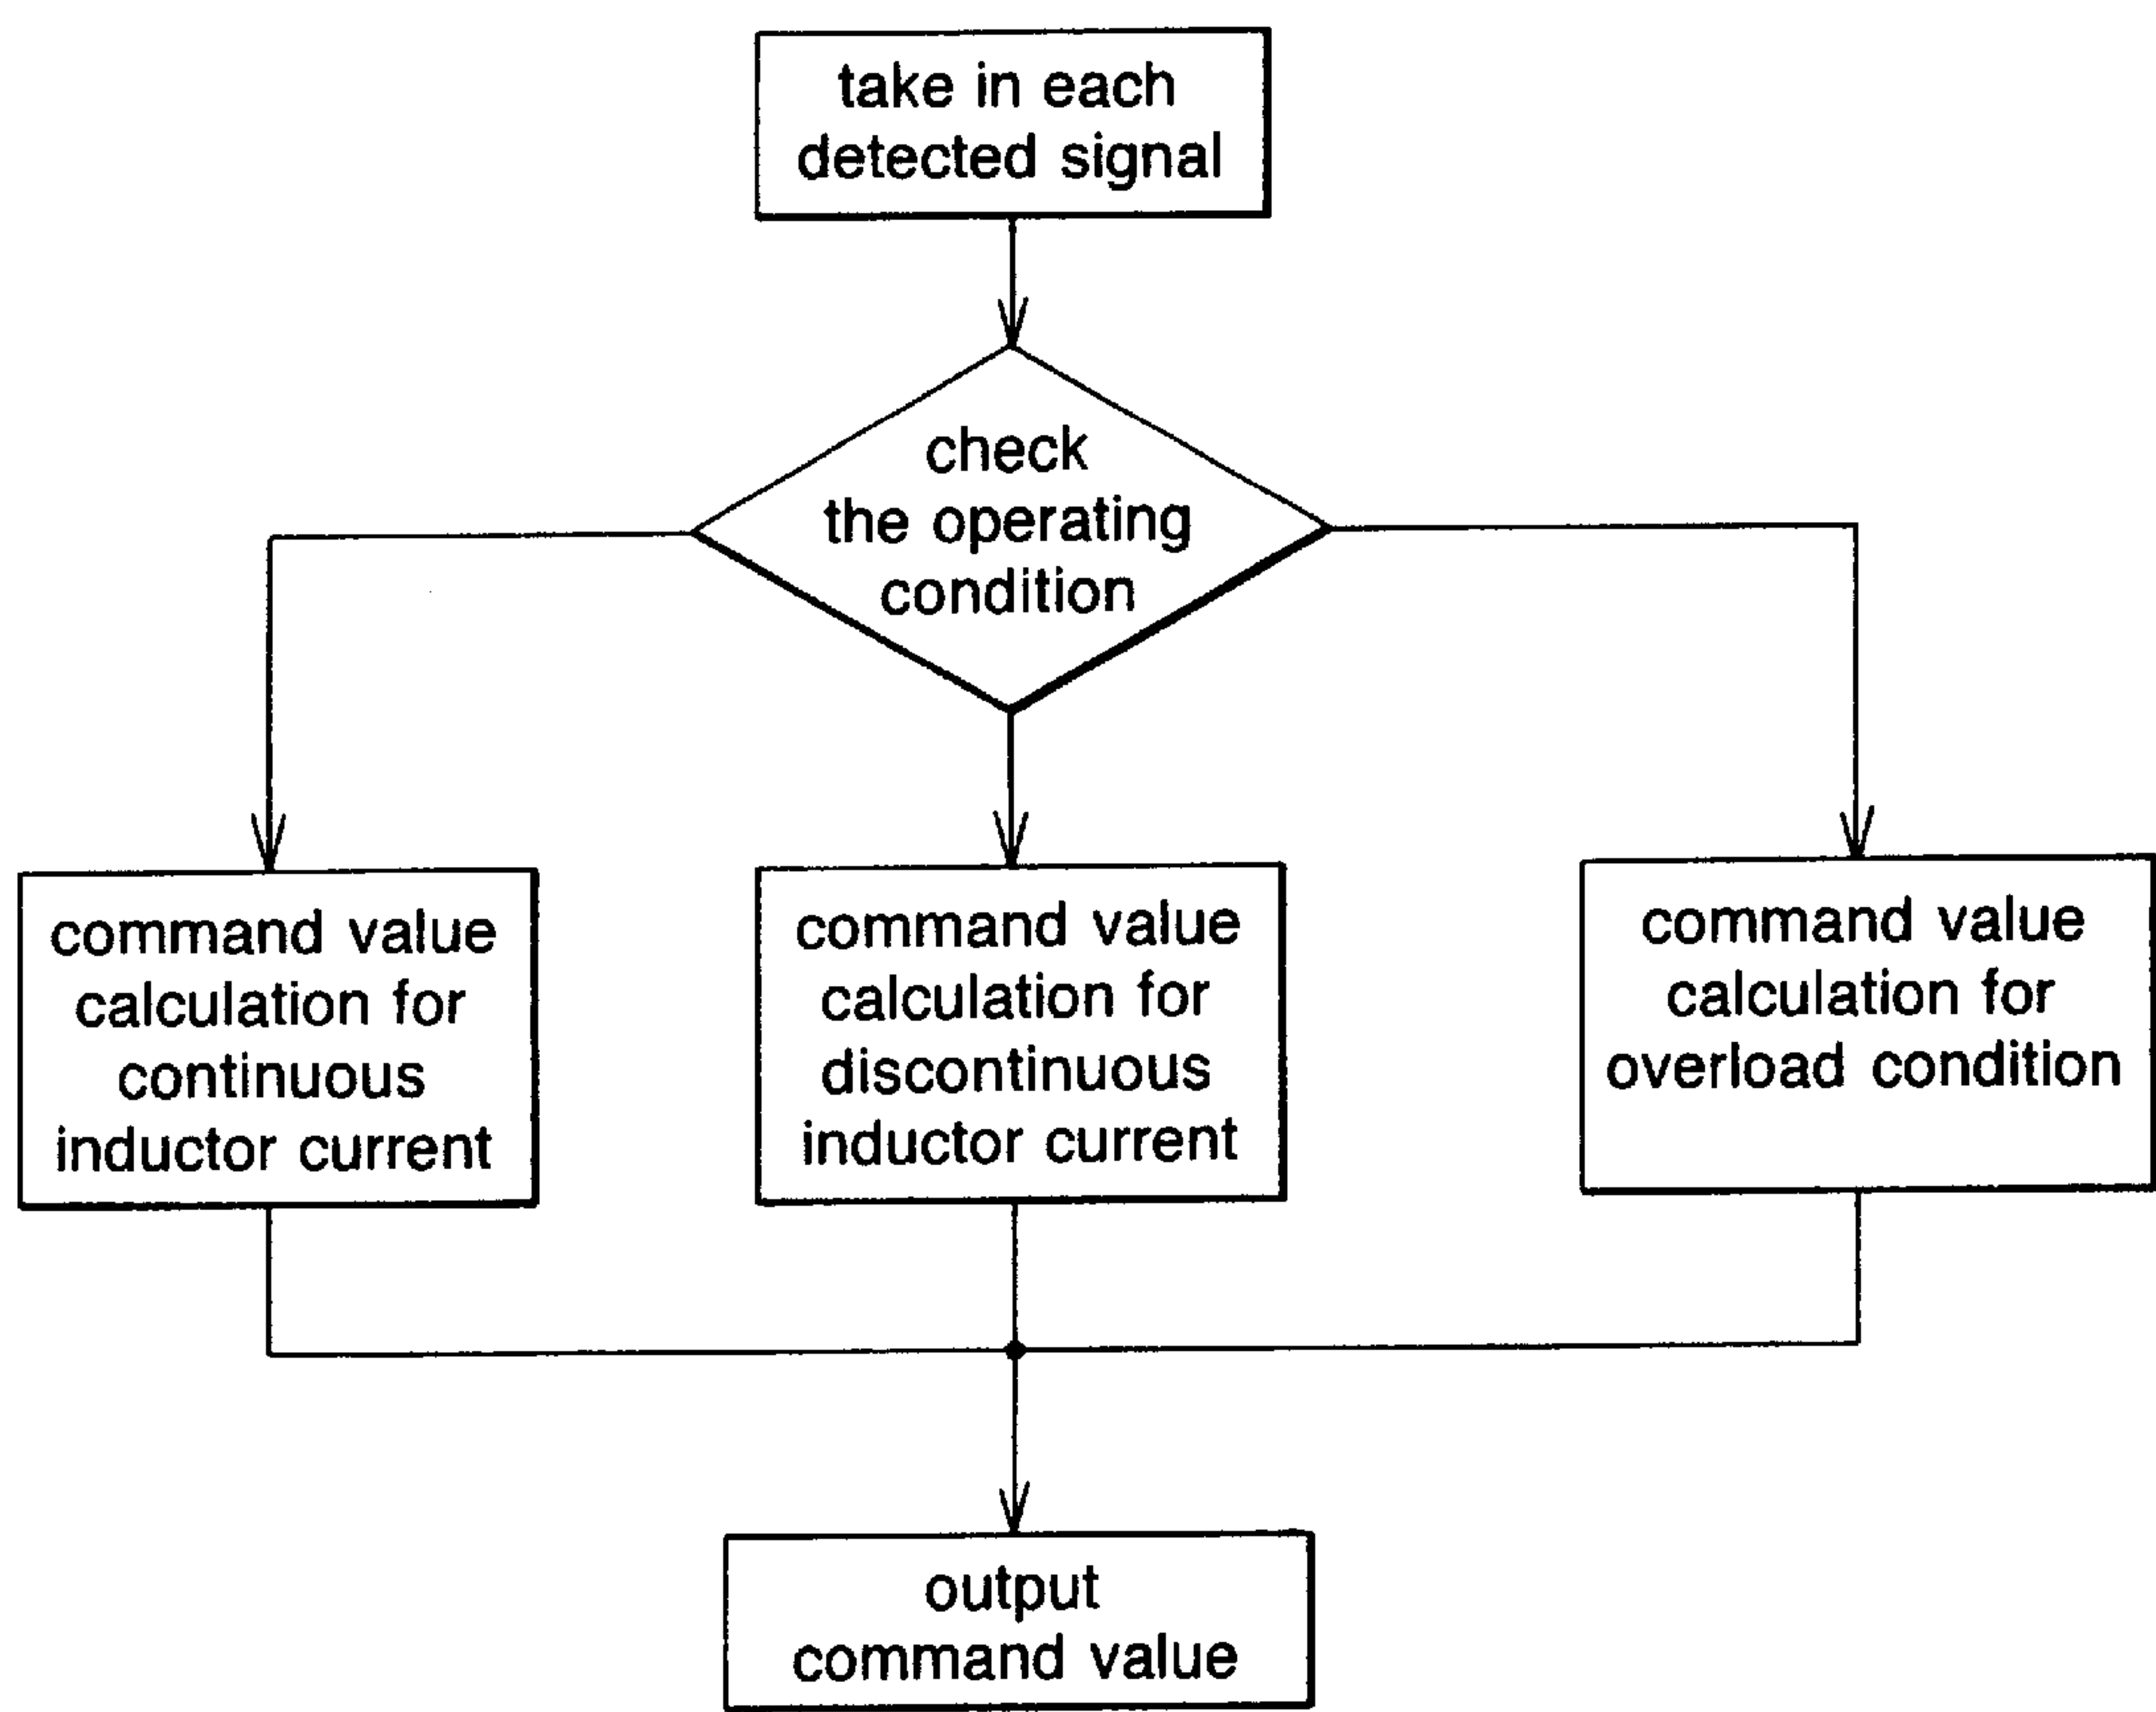 take in each
detected signal
check
the operating
condition
command value
calculation for
continuous
inductor current
command value
calculation for
discontinuous
inductor current
command value
calculation for
overload condition
output
command value